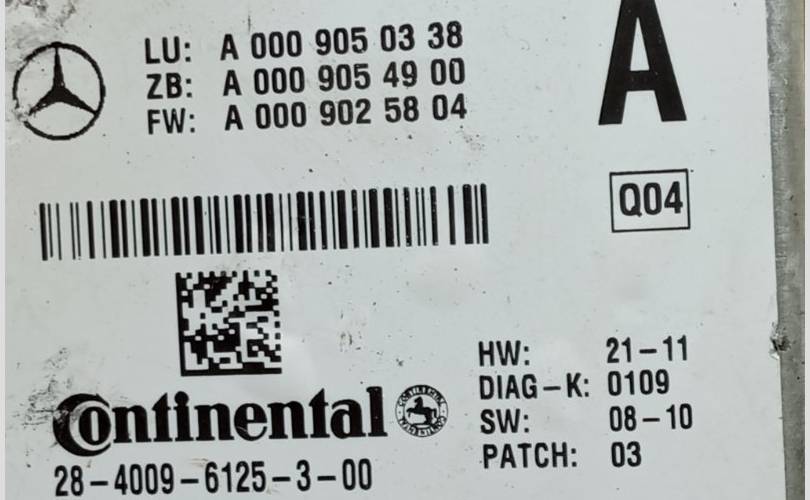 LU: A 000 905 03 38
ZB: A 000 905 49 00
FW: A 000 902 58 04
A
Q04
HW: 21-11
DIAG-K: 0109
SW: 08-10
PATCH: 03
Continental
28-4009-6125-3-00